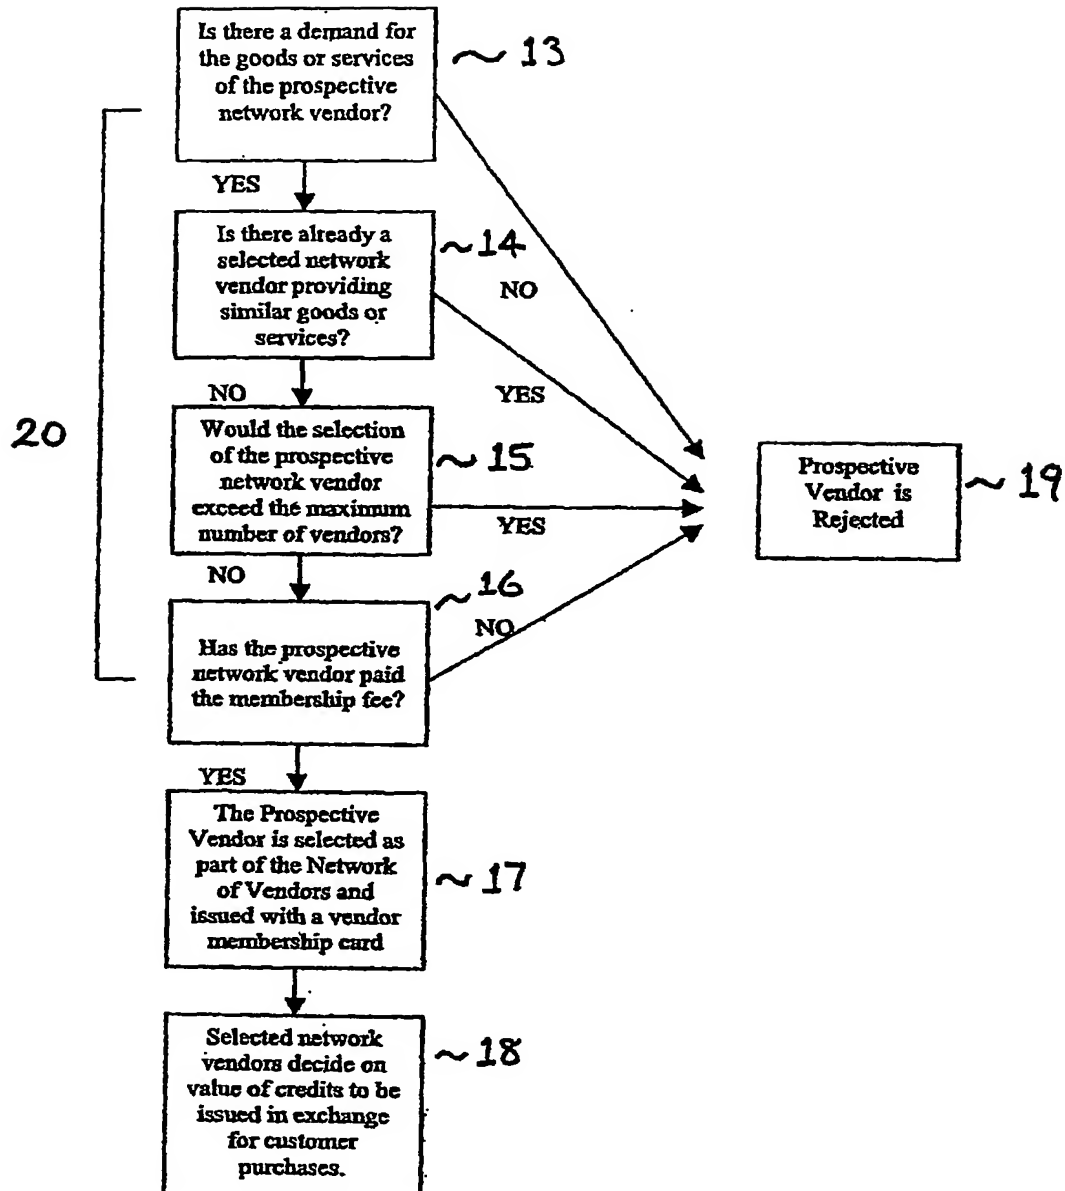 Is there a demand for
the goods or services
of the prospective
network vendor?
~ 13
YES
Is there already a
selected network
vendor providing
similar goods or
services?
~ 14
NO
NO
YES
Would the selection
of the prospective
network vendor
exceed the maximum
number of vendors?
~ 15
YES
20
Prospective
Vendor is
Rejected
~ 19
NO
Has the prospective
network vendor paid
the membership fee?
~ 16
NO
YES
The Prospective
Vendor is selected as
part of the Network
of Vendors and
issued with a vendor
membership card
~ 17
Selected network
vendors decide on
value of credits to be
issued in exchange
for customer
purchases.
~ 18